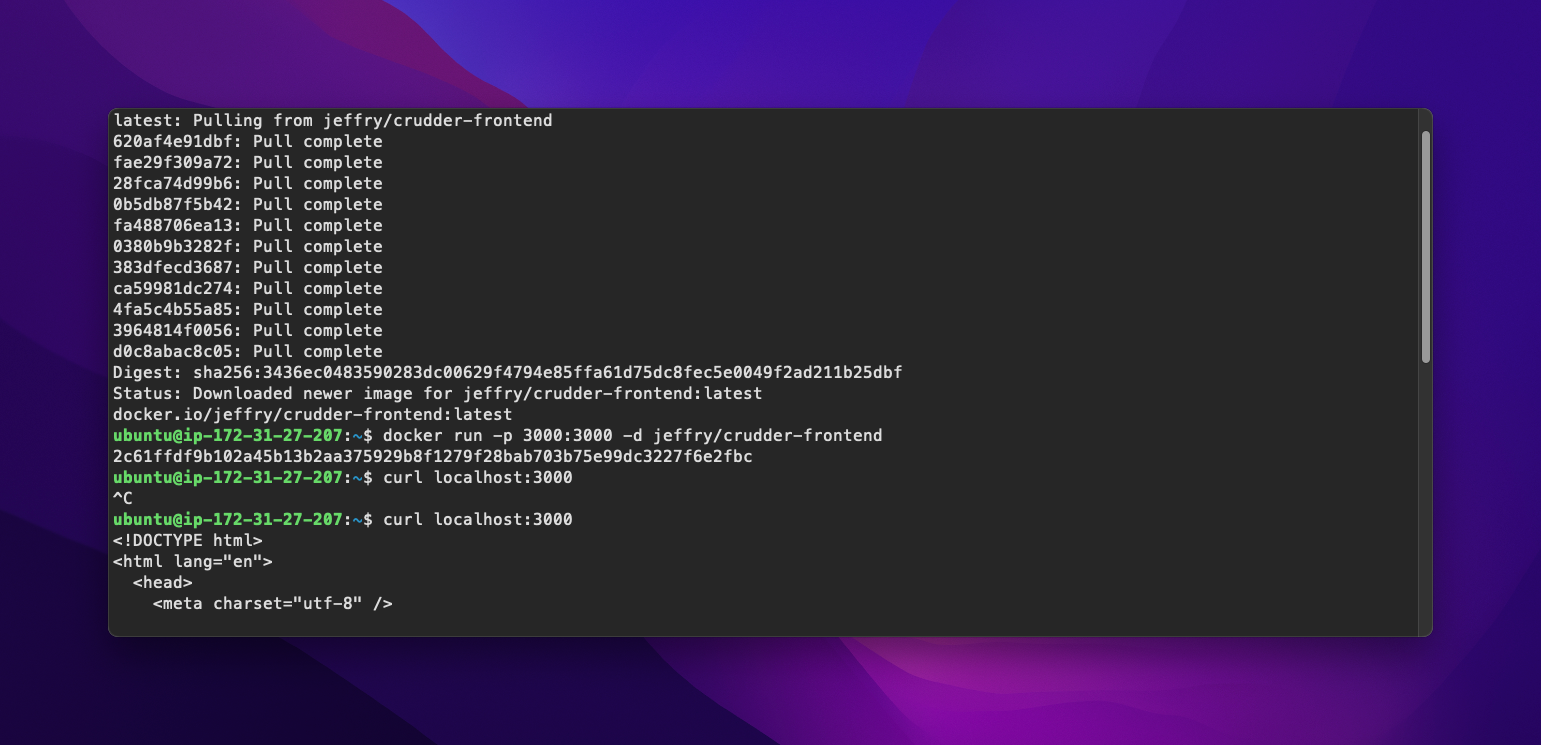 latest: Pulling from jeffry/crudder-frontend
620af4e91dbf: Pull complete
fae29f309a72: Pull complete
28fca74d99b6: Pull complete
0b5db87f5b42: Pull complete
fa488706ea13: Pull complete
0380b9b3282f: Pull complete
383dfecd3687: Pull complete
ca59981dc274: Pull complete
4fa5c4b55a85: Pull complete
3964814f0056: Pull complete
d0c8abac8c05: Pull complete
Digest: sha256:3436ec0483590283dc00629f4794e85ffa61d75dc8fec5e0049f2ad211b25dbf
Status: Downloaded newer image for jeffry/crudder-frontend:latest
docker.io/jeffry/crudder-frontend:latest
ubuntu@ip-172-31-27-207:~$ docker run -p 3000:3000 -d jeffry/crudder-frontend
2c61ffdf9b102a45b13b2aa375929b8f1279f28bab703b75e99dc3227f6e2fbc
ubuntu@ip-172-31-27-207:~$ curl localhost:3000
^C
ubuntu@ip-172-31-27-207:~$ curl localhost:3000
<!DOCTYPE html>
<html lang="en">
  <head>
    <meta charset="utf-8" />